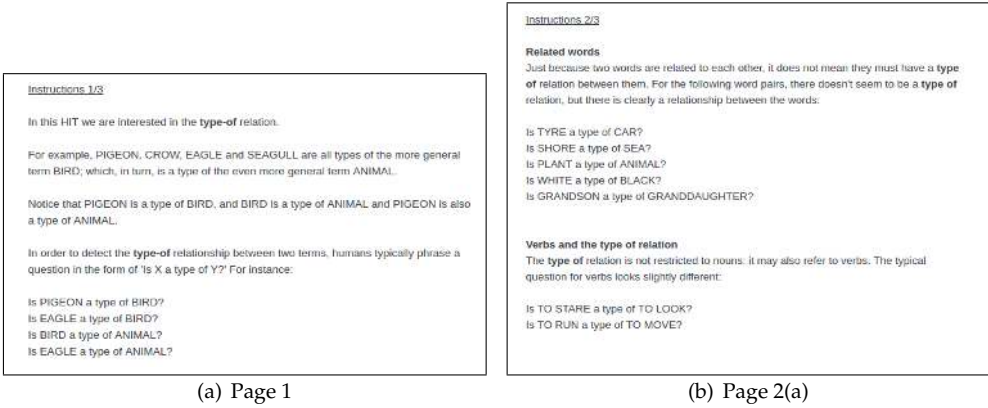 Instructions 1/3
In this HIT we are interested in the type-of relation.
For example, PIGEON, CROW, EAGLE and SEAGULL are all types of the more general
term BIRD; which, in turn, is a type of the even more general term ANIMAL.
Notice that PIGEON is a type of BIRD, and BIRD is a type of ANIMAL and PIGEON is also
a type of ANIMAL.
In order to detect the type-of relationship between two terms, humans typically phrase a
question in the form of 'Is X a type of Y?' For instance:
Is PIGEON a type of BIRD?
Is EAGLE a type of BIRD?
Is BIRD a type of ANIMAL?
Is EAGLE a type of ANIMAL?
(a) Page 1
Instructions 2/3
Related words
Just because two words are related to each other, it does not mean they must have a type
of relation between them. For the following word pairs, there doesn't seem to be a type of
relation, but there is clearly a relationship between the words:
Is TYRE a type of CAR?
Is SHORE a type of SEA?
Is PLANT a type of ANIMAL?
Is WHITE a type of BLACK?
Is GRANDSON a type of GRANDDAUGHTER?
Verbs and the type of relation
The type of relation is not restricted to nouns: it may also refer to verbs. The typical
question for verbs looks slightly different:
Is TO STARE a type of TO LOOK?
Is TO RUN a type of TO MOVE?
(b) Page 2(a)